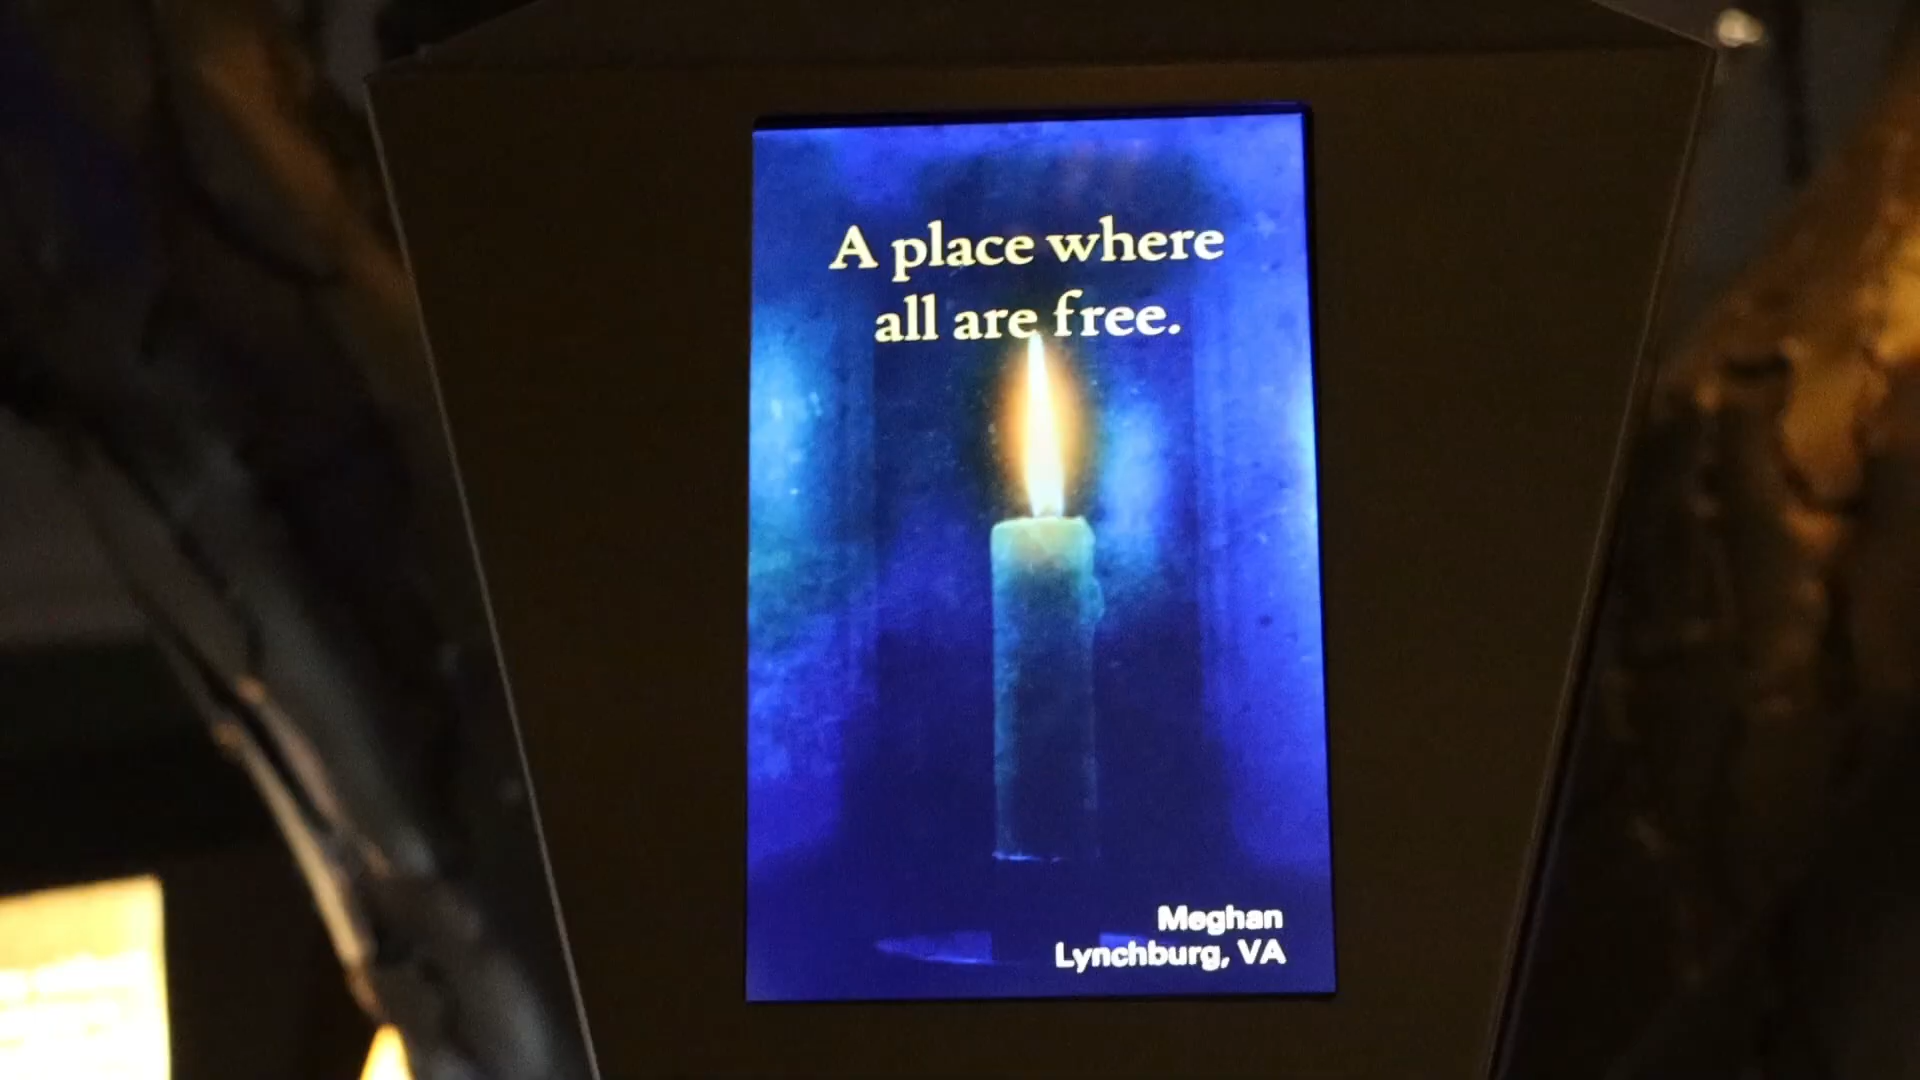 A place where
all are free.
Meghan
Lynchburg, VA